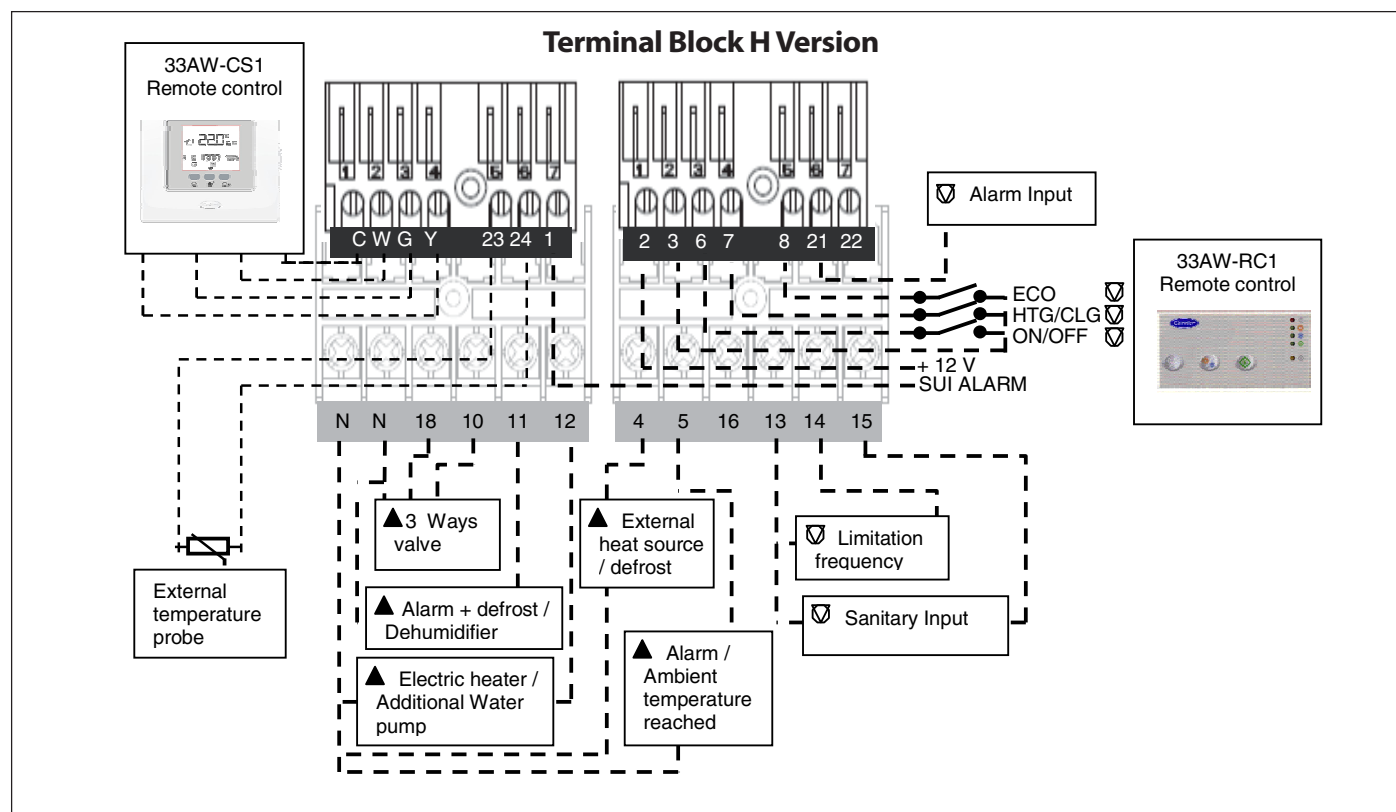 Terminal Block H Version
33AW-CS1
Remote control
1 2 3 4 5 6 7
C W G Y 23 24 1
1 2 3 4 5 6 7
2 3 6 7 8 21 22
Alarm Input
33AW-RC1
Remote control
Carrier
ECO
HTG/CLG
ON/OFF
+ 12 V
SUI ALARM
N N 18 10 11 12
4 5 16 13 14 15
3 Ways
valve
External
heat source
/ defrost
Limitation
frequency
External
temperature
probe
Alarm + defrost /
Dehumidifier
Sanitary Input
Electric heater /
Additional Water
pump
Alarm /
Ambient
temperature
reached